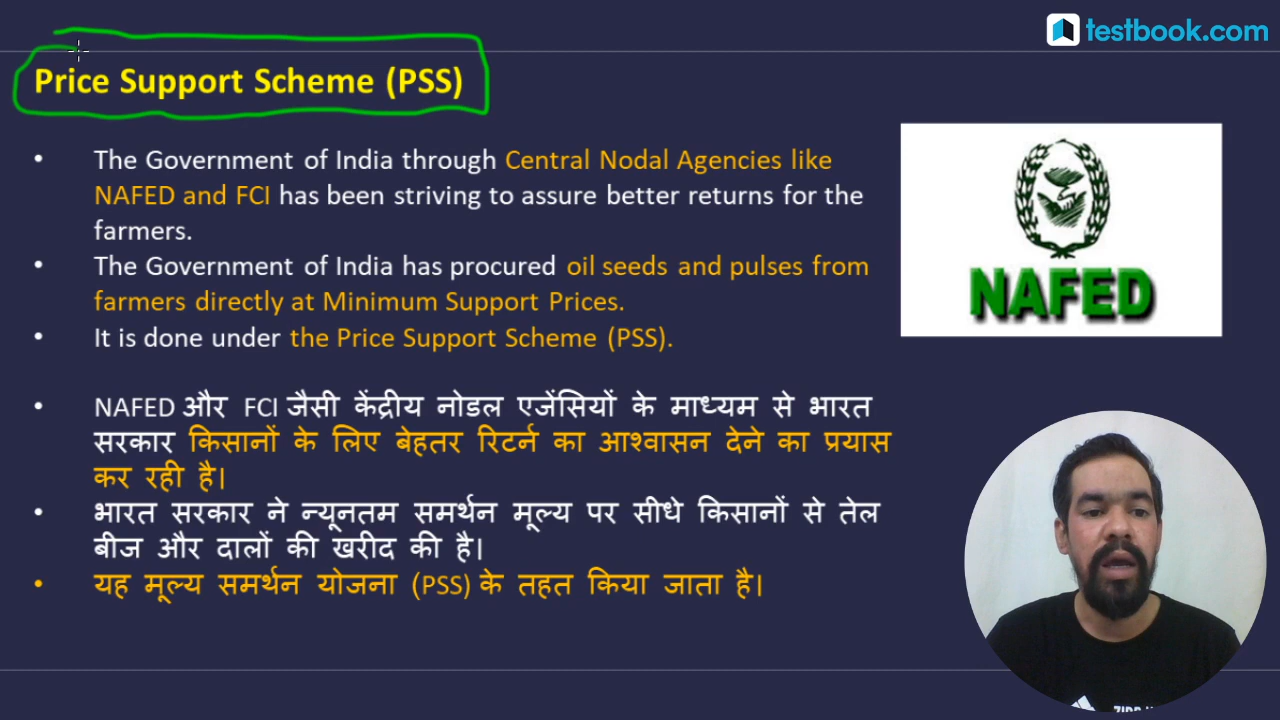 testbook.com
Price Support Scheme (PSS)
• The Government of India through Central Nodal Agencies like
NAFED and FCI has been striving to assure better returns for the
farmers.
• The Government of India has procured oil seeds and pulses from
farmers directly at Minimum Support Prices.
• It is done under the Price Support Scheme (PSS).
NAFED
• NAFED और FCI जैसी केंद्रीय नोडल एजेंसियों के माध्यम से भारत
सरकार किसानों के लिए बेहतर रिटर्न का आश्वासन देने का प्रयास
कर रही है।
• भारत सरकार ने न्यूनतम समर्थन मूल्य पर सीधे किसानों से तेल
बीज और दालों की खरीद की है।
• यह मूल्य समर्थन योजना (PSS) के तहत किया जाता है।